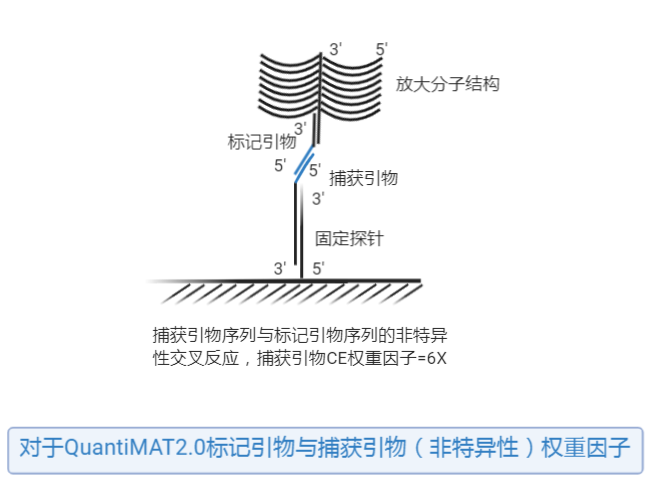 3' 5'
放大分子结构
3'
标记引物
5' 5'
捕获引物
3'
固定探针
3' 5'
捕获引物序列与标记引物序列的非特异
性交叉反应，捕获引物CE权重因子=6X
对于QuantiMAT2.0标记引物与捕获引物（非特异性）权重因子